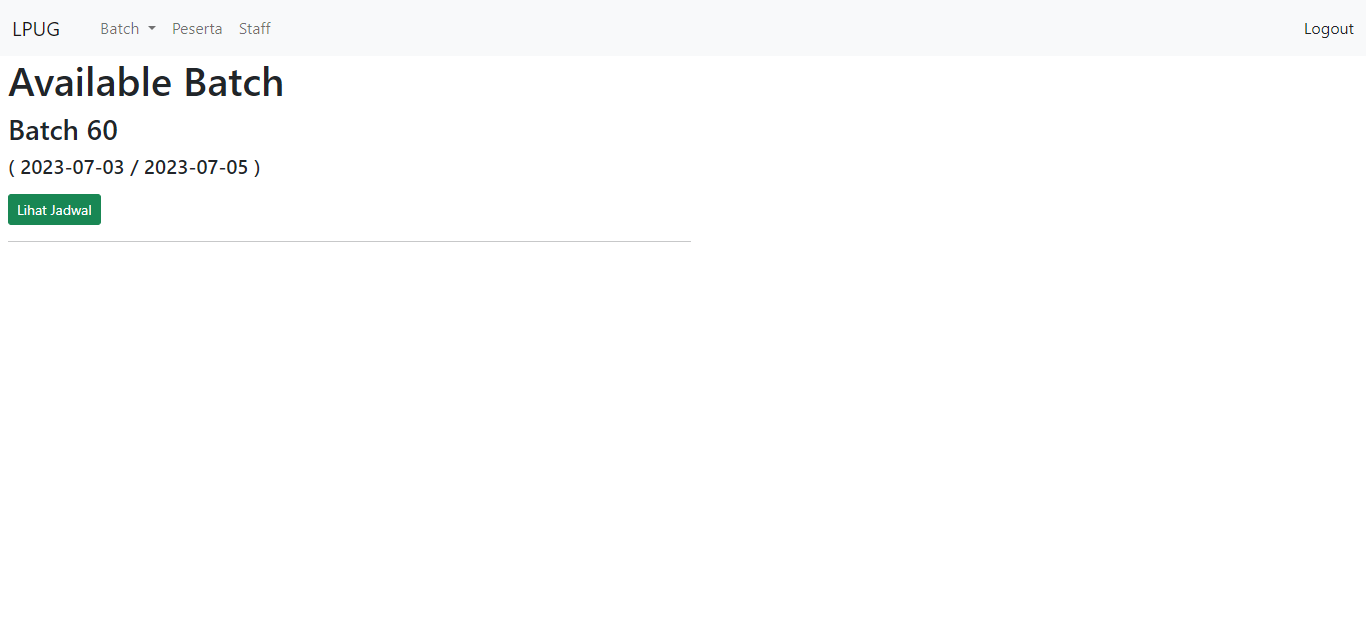 LPUG Batch Peserta Staff Logout
Available Batch
Batch 60
( 2023-07-03 / 2023-07-05 )
Lihat Jadwal